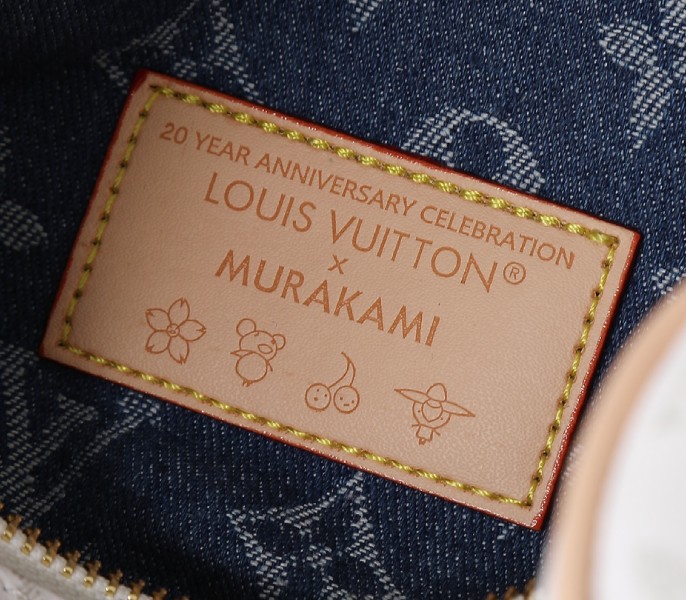 20 YEAR ANNIVERSARY CELEBRATION
LOUIS VUITTON®
X
MURAKAMI